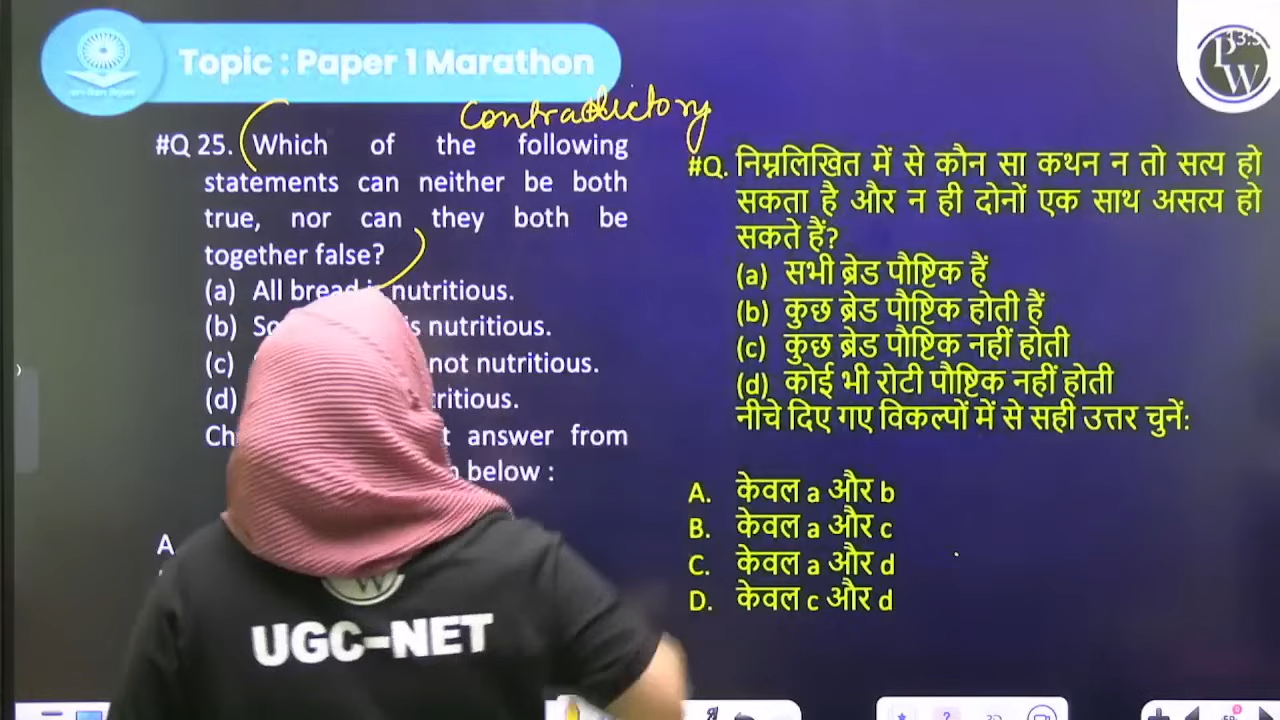 Topic : Paper 1 Marathon
contradictory
#Q 25. Which of the following
statements can neither be both
true, nor can they both be
together false?
(a) All bread is nutritious.
(b) is nutritious.
(c) not nutritious.
(d)
answer from
below :
A
#Q. निम्नलिखित में से कौन सा कथन न तो सत्य हो
सकता है और न ही दोनों एक साथ असत्य हो
सकते हैं?
(a) सभी ब्रेड पौष्टिक हैं
(b) कुछ ब्रेड पौष्टिक होती हैं
(c) कुछ ब्रेड पौष्टिक नहीं होती
(d) कोई भी रोटी पौष्टिक नहीं होती
नीचे दिए गए विकल्पों में से सही उत्तर चुनें:
A. केवल a और b
B. केवल a और c
C. केवल a और d
D. केवल c और d
PW
UGC-NET